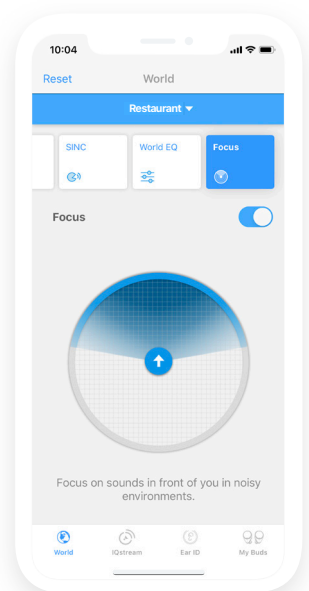 10:04
Reset World
Restaurant
SINC World EQ Focus
Focus
Focus on sounds in front of you in noisy
environments.
World IQstream Ear ID My Buds